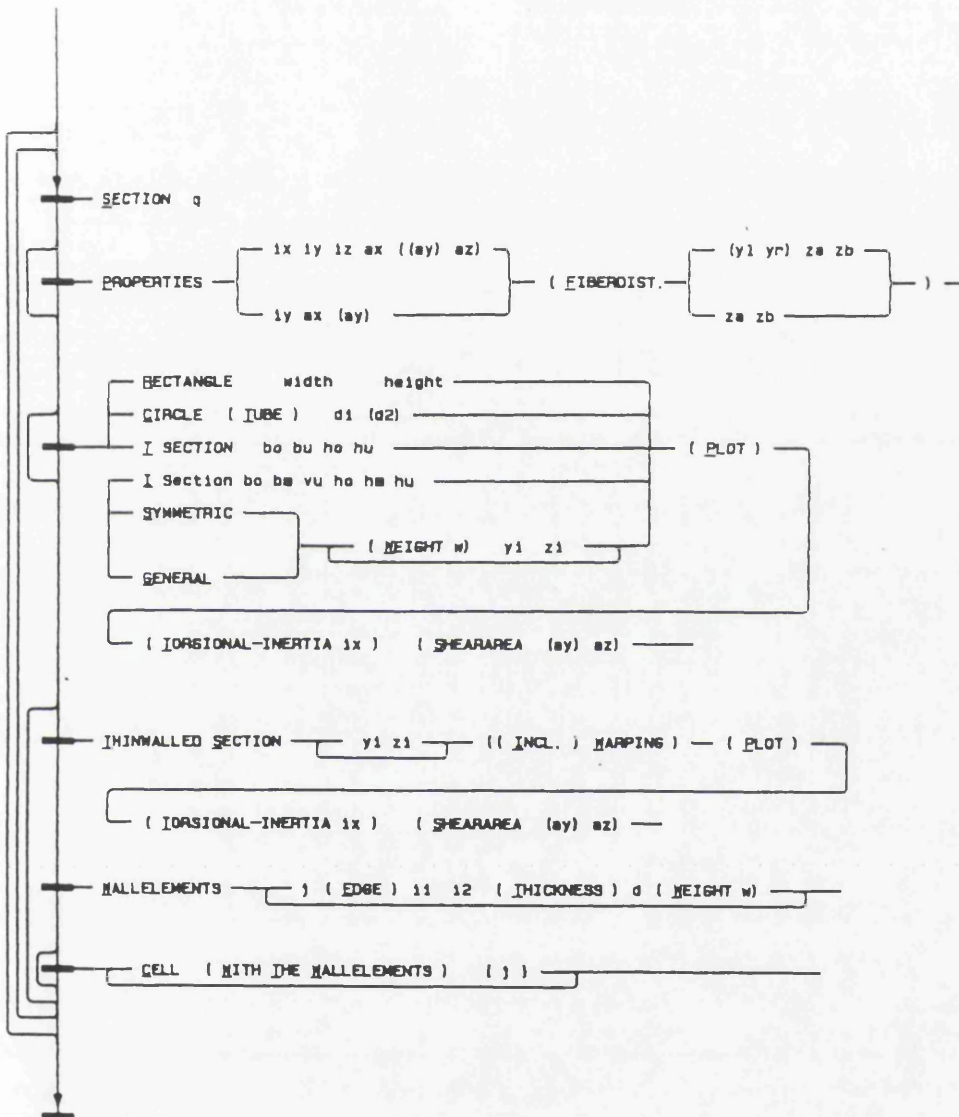 SECTION q
ix iy iz ax ((ay) az)
(yl yr) za zb
PROPERTIES
( FIBERDIST.
)
iy ax (ay)
za zb
RECTANGLE width height
CIRCLE ( TUBE ) d1 (d2)
I SECTION bo bu ho hu
( PLOT )
I Section bo bm vu ho hm hu
SYMMETRIC
( WEIGHT w) yi zi
GENERAL
( TORSIONAL-INERTIA ix ) ( SHEARAREA (ay) az)
THINWALLED SECTION yi zi (( INCL. ) WARPING ) ( PLOT )
( TORSIONAL-INERTIA ix ) ( SHEARAREA (ay) az)
WALLELEMENTS j ( EDGE ) i1 i2 ( THICKNESS ) d ( WEIGHT w)
CELL ( WITH THE WALLELEMENTS ) ( j )